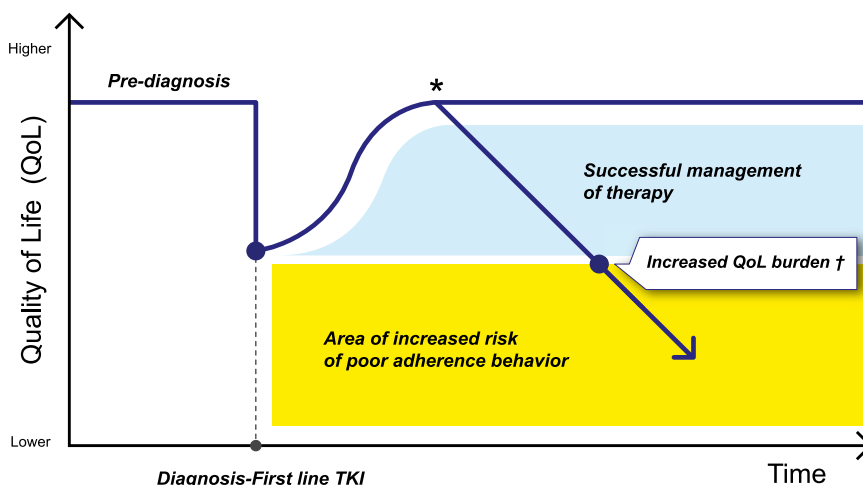 Higher
Pre-diagnosis
*
Quality of Life (QoL)
Successful management
of therapy
Increased QoL burden †
Area of increased risk
of poor adherence behavior
Lower
Diagnosis-First line TKI
Time